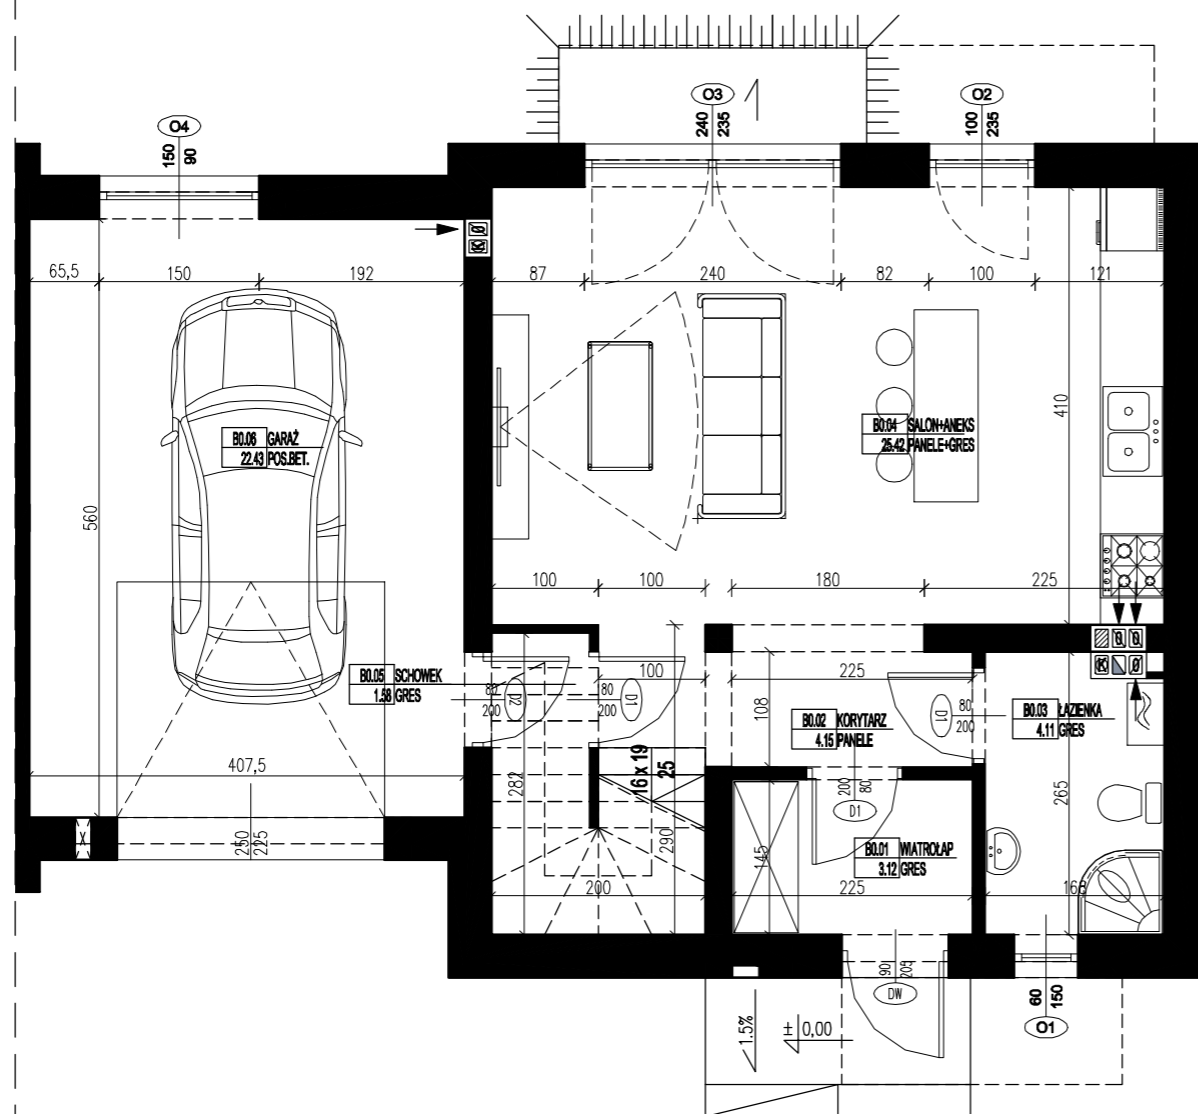 O4
150
90
O3
240
235
O2
100
235
65,5
150
192
87
240
82
100
121
410
B0.06 GARAŻ
22.43 POS.BET.
B0.04 SALON+ANEKS
25.42 PANELE+GRES
560
100
100
180
225
B0.05 SCHOWEK
1.58 GRES
80
200
D2
80
200
D1
100
225
108
B0.02 KORYTARZ
4.15 PANELE
D1
80
200
B0.03 ŁAZIENKA
4.11 GRES
K
407,5
282
16 x 19
25
290
200
80
D1
265
250
225
145
B0.01 WIATROŁAP
3.12 GRES
200
225
168
90
205
DW
60
150
O1
1.5%
± 0,00